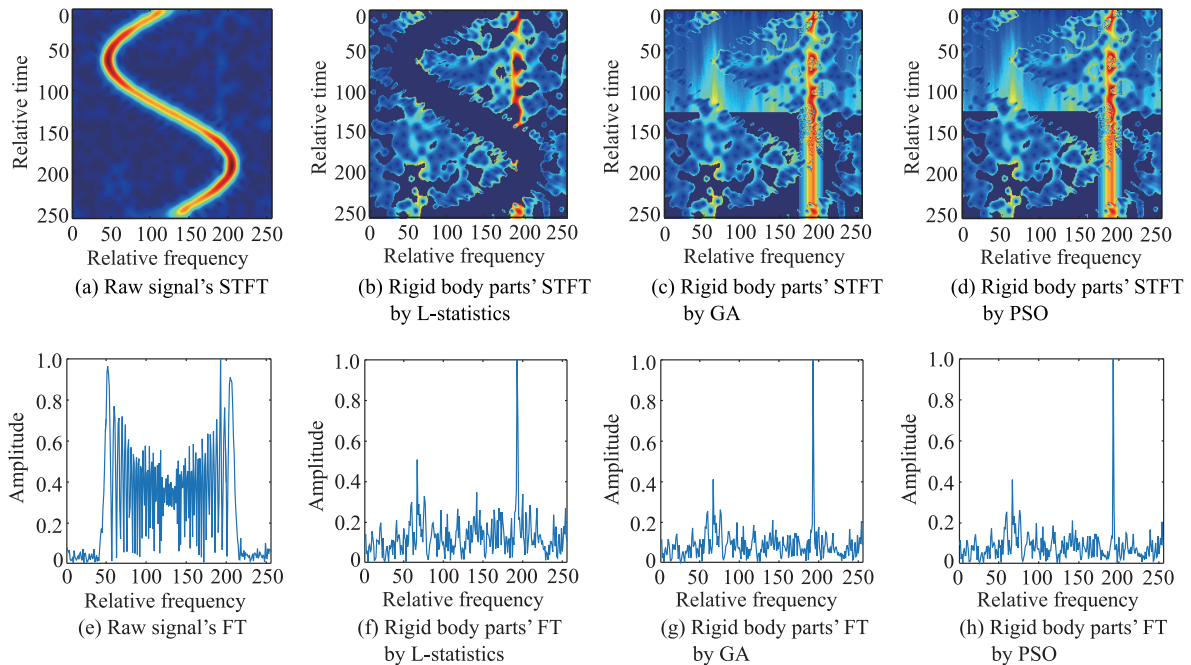 0
50
100
150
200
250
Relative time
0 50 100 150 200 250
Relative frequency
(a) Raw signal's STFT
0
50
100
150
200
250
Relative time
0 50 100 150 200 250
Relative frequency
(b) Rigid body parts' STFT
by L-statistics
0
50
100
150
200
250
Relative time
0 50 100 150 200 250
Relative frequency
(c) Rigid body parts' STFT
by GA
0
50
100
150
200
250
Relative time
0 50 100 150 200 250
Relative frequency
(d) Rigid body parts' STFT
by PSO
1.0
0.8
0.6
0.4
0.2
0
Amplitude
0 50 100 150 200 250
Relative frequency
(e) Raw signal's FT
1.0
0.8
0.6
0.4
0.2
0
Amplitude
0 50 100 150 200 250
Relative frequency
(f) Rigid body parts' FT
by L-statistics
1.0
0.8
0.6
0.4
0.2
0
Amplitude
0 50 100 150 200 250
Relative frequency
(g) Rigid body parts' FT
by GA
1.0
0.8
0.6
0.4
0.2
0
Amplitude
0 50 100 150 200 250
Relative frequency
(h) Rigid body parts' FT
by PSO